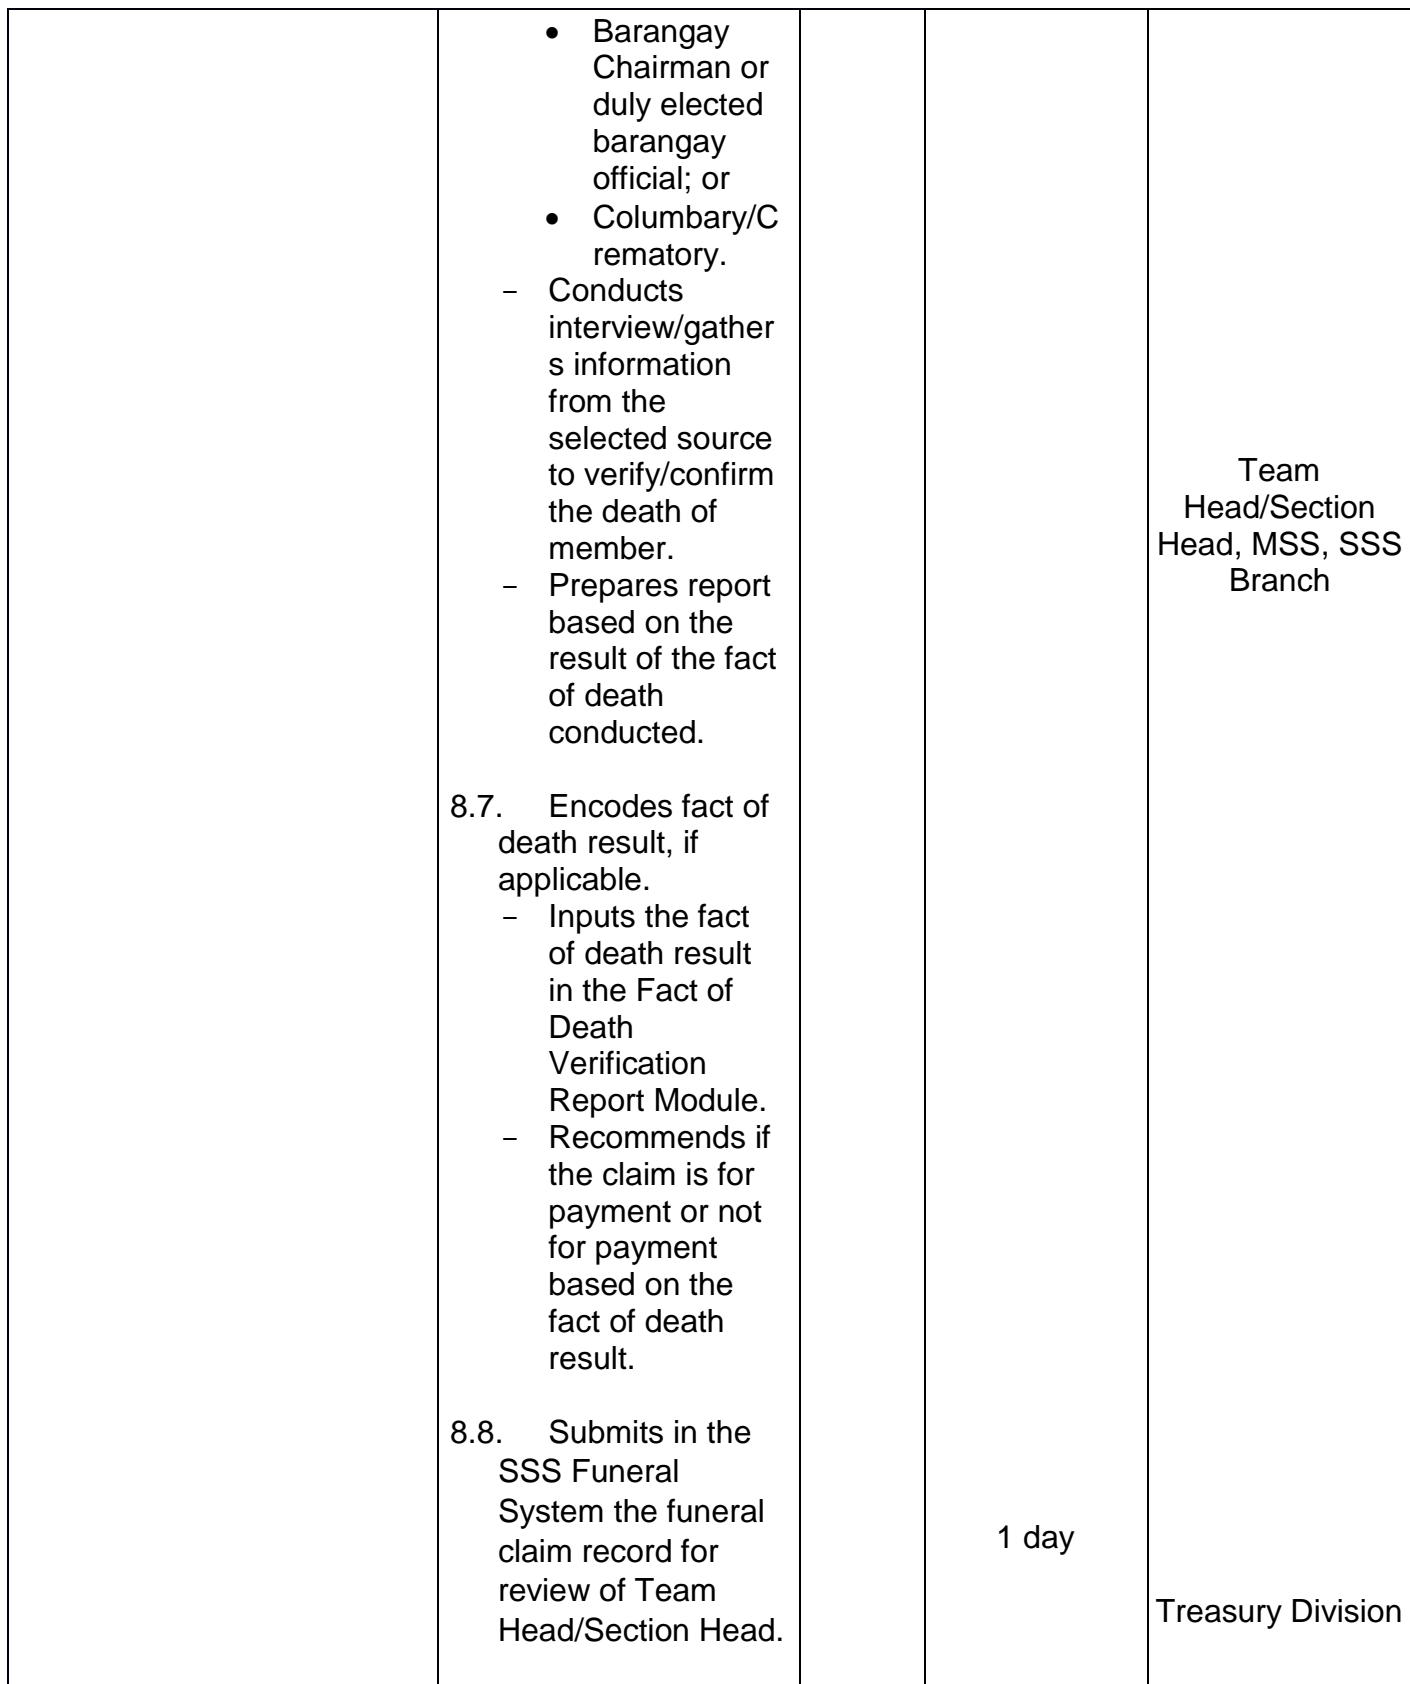 • Barangay
Chairman or
duly elected
barangay
official; or
• Columbary/C
rematory.
- Conducts
interview/gather
s information
from the
selected source
to verify/confirm
the death of
member.
- Prepares report
based on the
result of the fact
of death
conducted.
8.7. Encodes fact of
death result, if
applicable.
- Inputs the fact
of death result
in the Fact of
Death
Verification
Report Module.
- Recommends if
the claim is for
payment or not
for payment
based on the
fact of death
result.
8.8. Submits in the
SSS Funeral
System the funeral
claim record for
review of Team
Head/Section Head.
1 day
Team
Head/Section
Head, MSS, SSS
Branch
Treasury Division